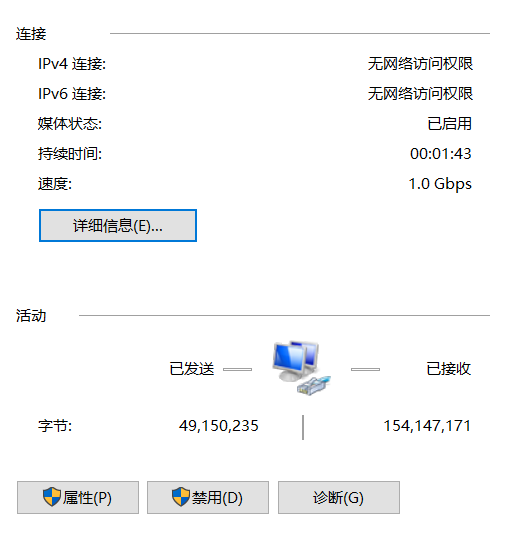 连接
IPv4 连接: 无网络访问权限
IPv6 连接: 无网络访问权限
媒体状态: 已启用
持续时间: 00:01:43
速度: 1.0 Gbps
详细信息(E)...
活动
已发送 已接收
字节: 49,150,235 154,147,171
属性(P) 禁用(D) 诊断(G)